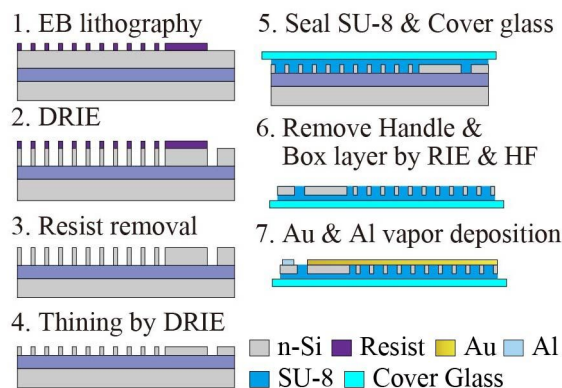 1. EB lithography
2. DRIE
3. Resist removal
4. Thining by DRIE
5. Seal SU-8 & Cover glass
6. Remove Handle &
Box layer by RIE & HF
7. Au & Al vapor deposition
n-Si Resist Au Al
SU-8 Cover Glass